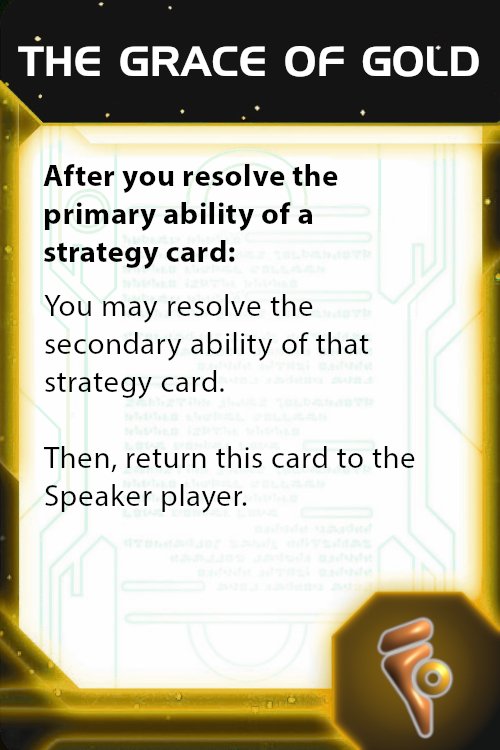 THE GRACE OF GOLD
After you resolve the
primary ability of a
strategy card:
You may resolve the
secondary ability of that
strategy card.
Then, return this card to the
Speaker player.